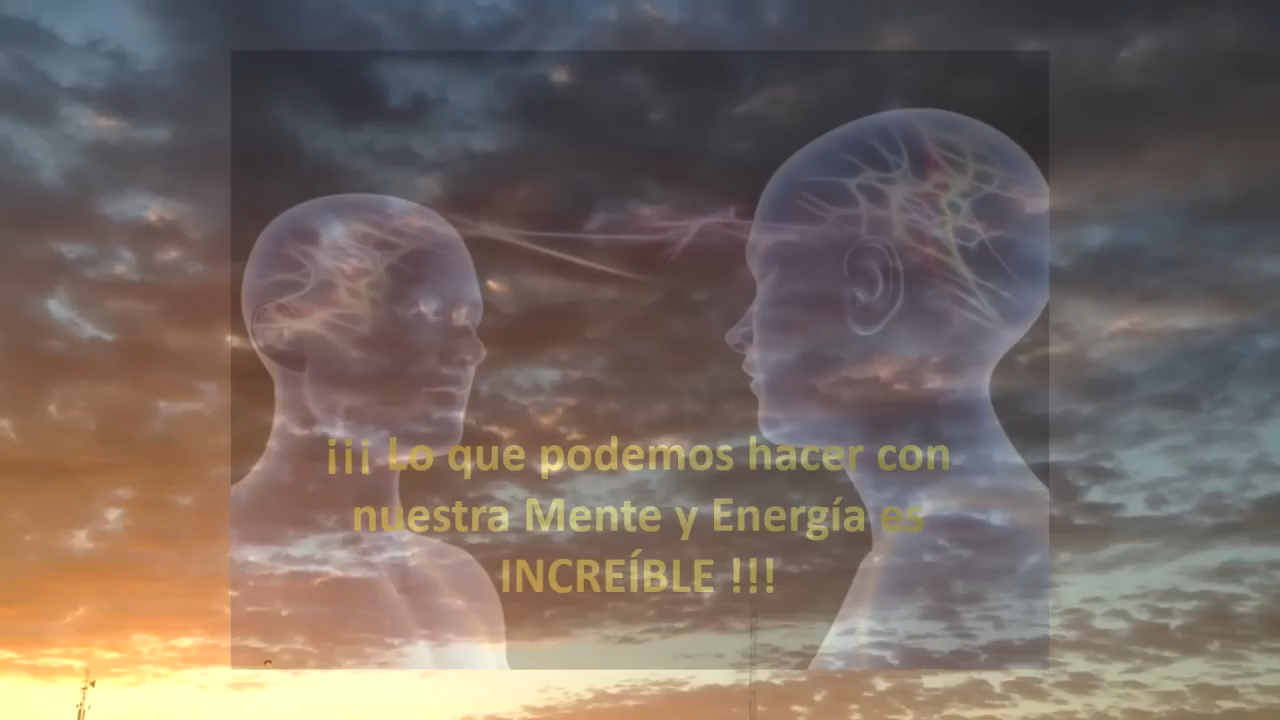 ¡¡¡ Lo que podemos hacer con
nuestra Mente y Energía es
INCREÍBLE !!!